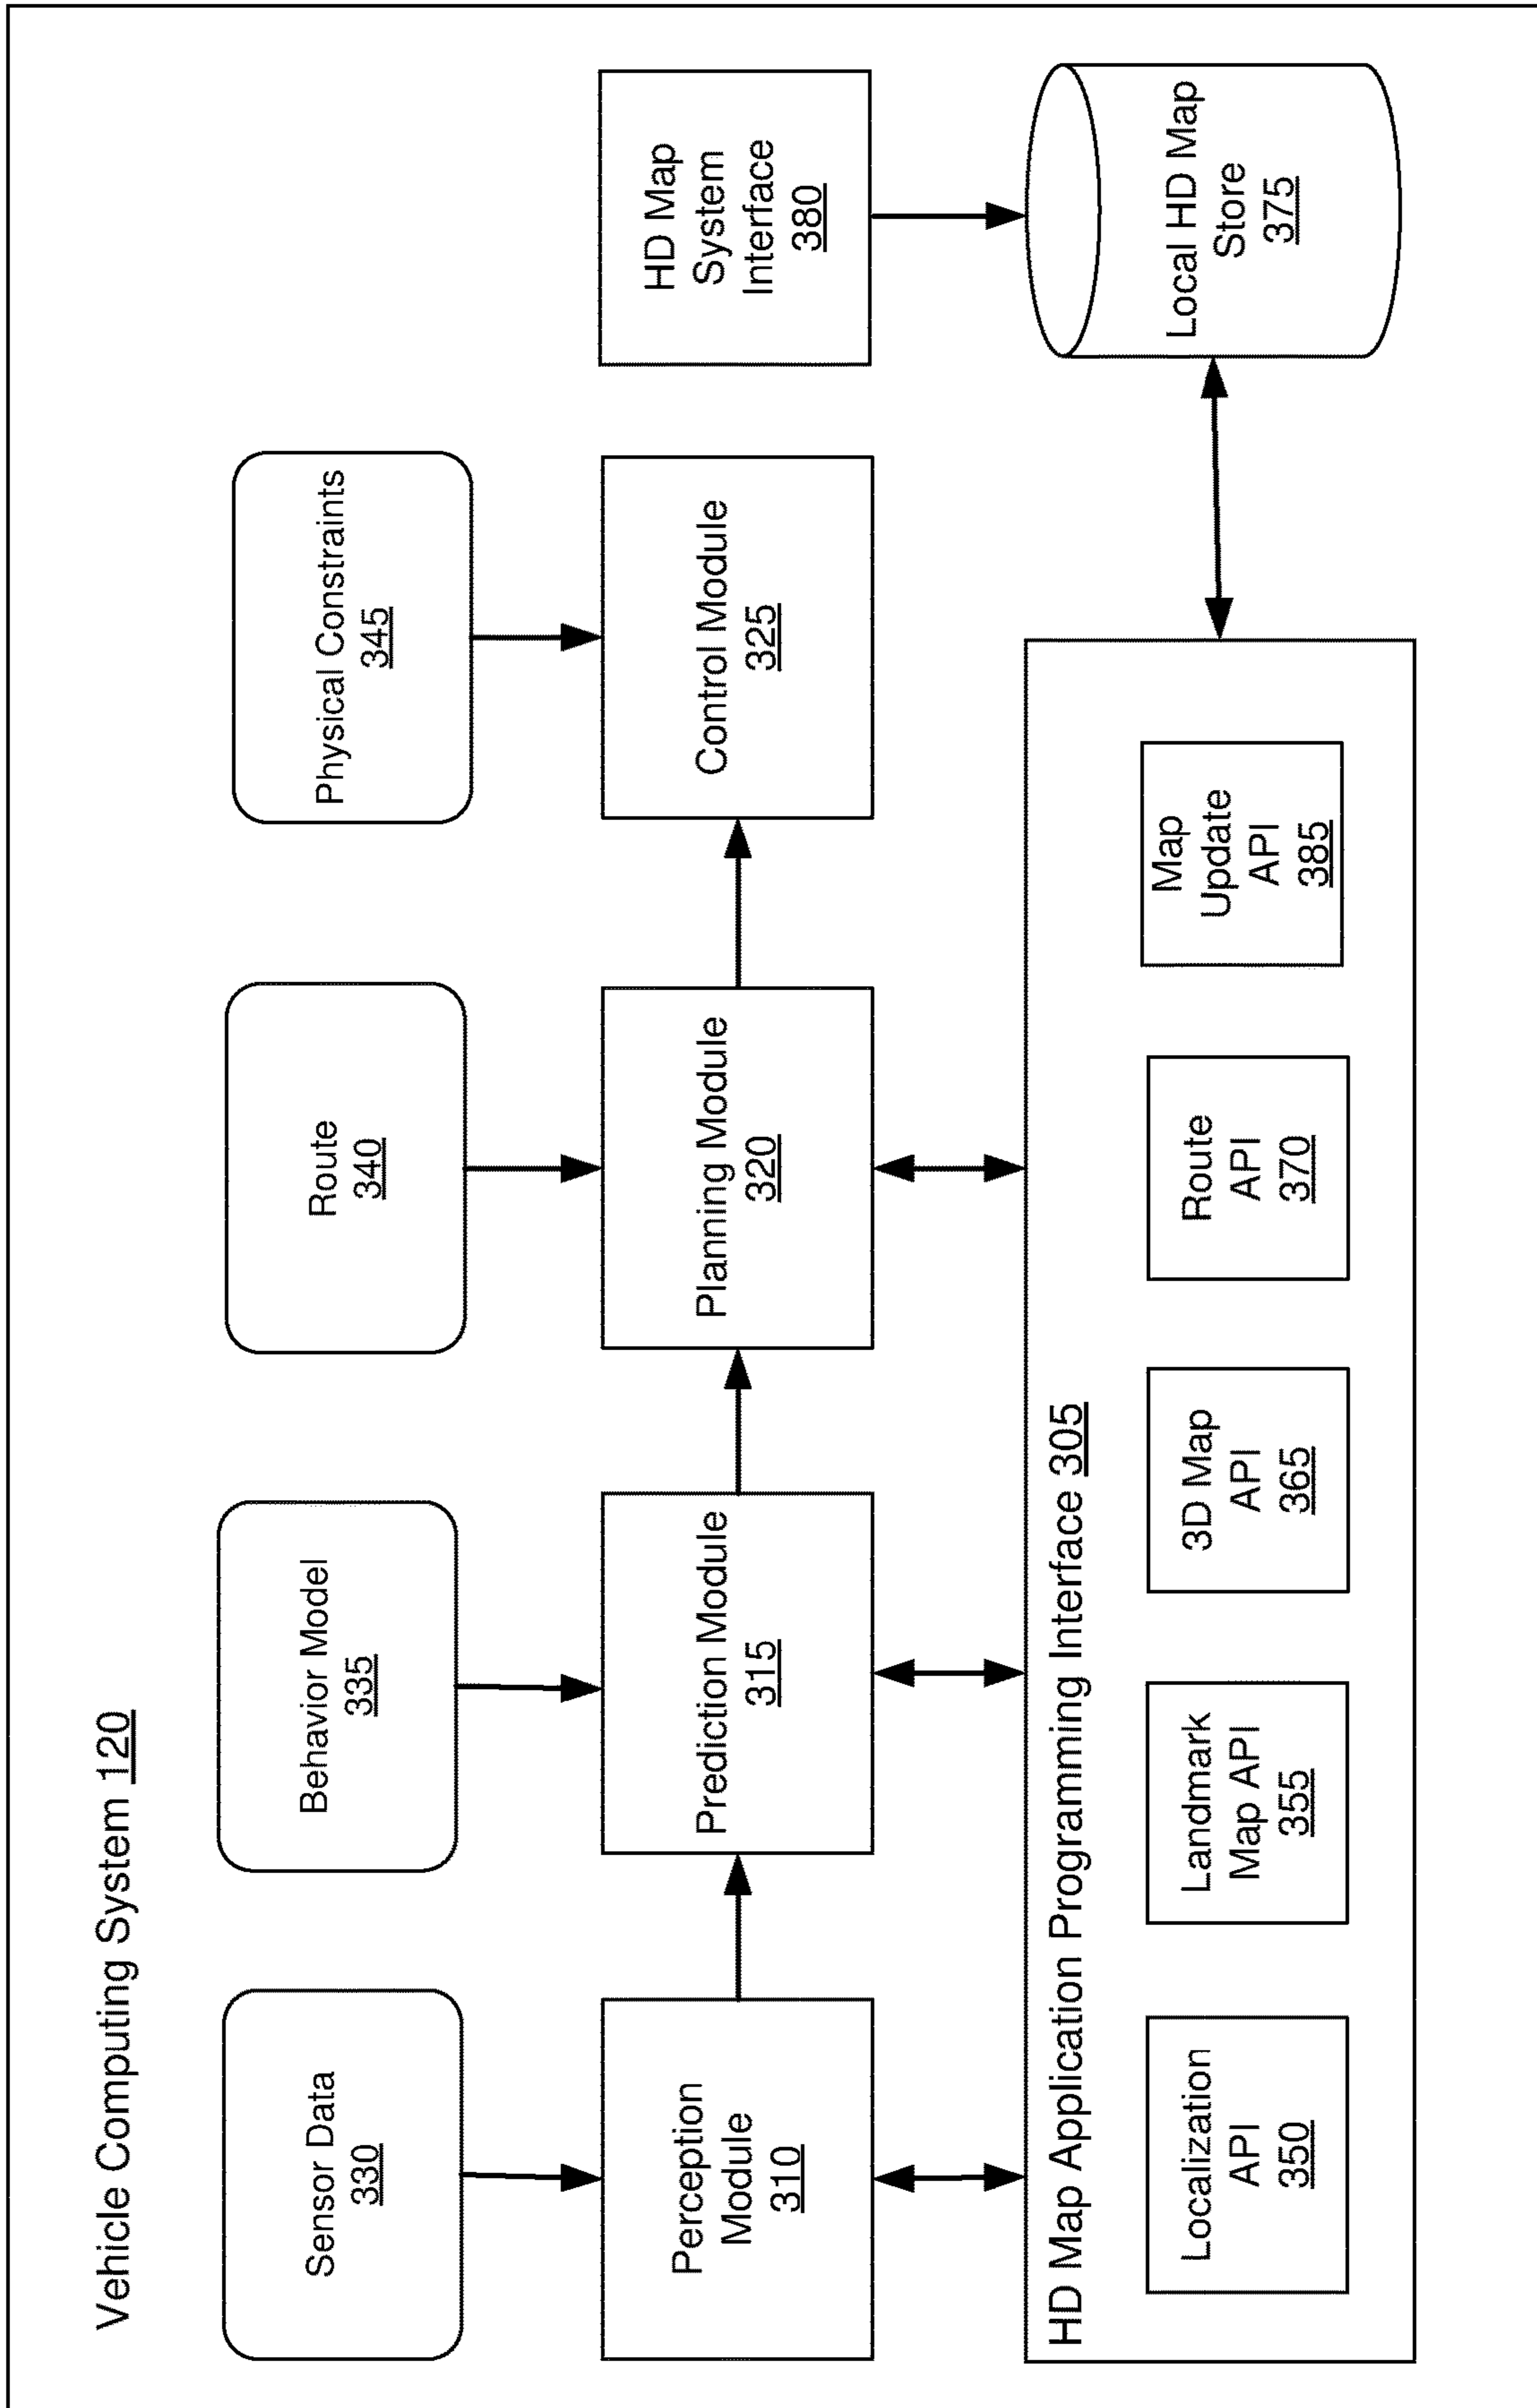 Vehicle Computing System 120
Sensor Data
330
Behavior Model
335
Route
340
Physical Constraints
345
Perception
Module
310
Prediction Module
315
Planning Module
320
Control Module
325
HD Map
System
Interface
380
HD Map Application Programming Interface 305
Localization
API
350
Landmark
Map API
355
3D Map
API
365
Route
API
370
Map
Update
API
385
Local HD Map
Store
375